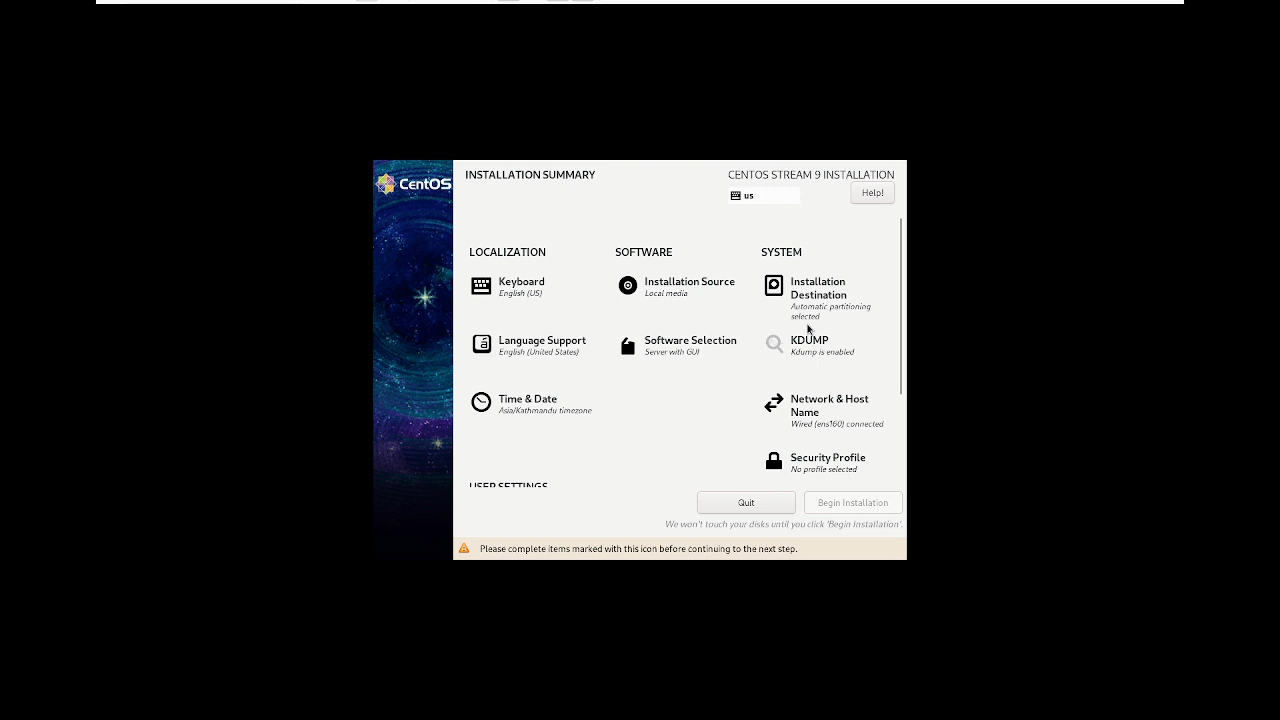 CentOS
INSTALLATION SUMMARY
CENTOS STREAM 9 INSTALLATION
us
Help!
LOCALIZATION
Keyboard
English (US)
Language Support
English (United States)
Time & Date
Asia/Kathmandu timezone
SOFTWARE
Installation Source
Local media
Software Selection
Server with GUI
SYSTEM
Installation
Destination
Automatic partitioning
selected
KDUMP
Kdump is enabled
Network & Host
Name
Wired (ens160) connected
Security Profile
No profile selected
USER SETTINGS
Quit
Begin Installation
We won't touch your disks until you click 'Begin Installation'.
Please complete items marked with this icon before continuing to the next step.